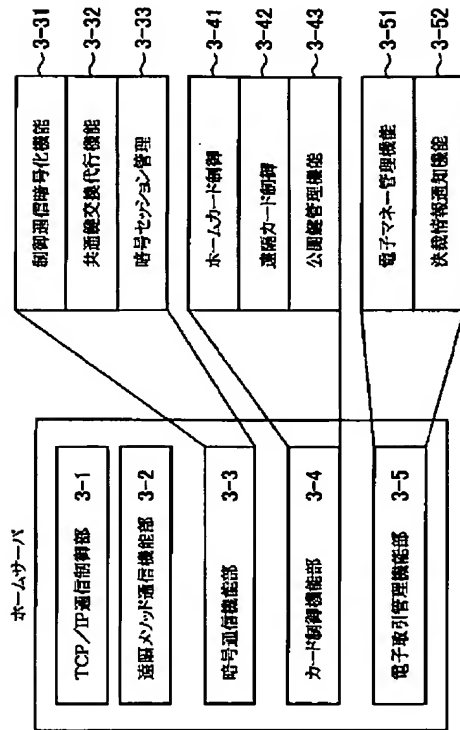 ホームサーバ
TCP/IP通信制御部 3-1
遠隔メソッド通信機能部 3-2
暗号通信機能部 3-3
カード制御機能部 3-4
電子取引管理機能部 3-5
制御通信暗号化機能 3-31
共通鍵交換代行機能 3-32
暗号セッション管理 3-33
ホームカード制御 3-41
遠隔カード制御 3-42
公開鍵管理機能 3-43
電子マネー管理機能 3-51
決裁情報通知機能 3-52